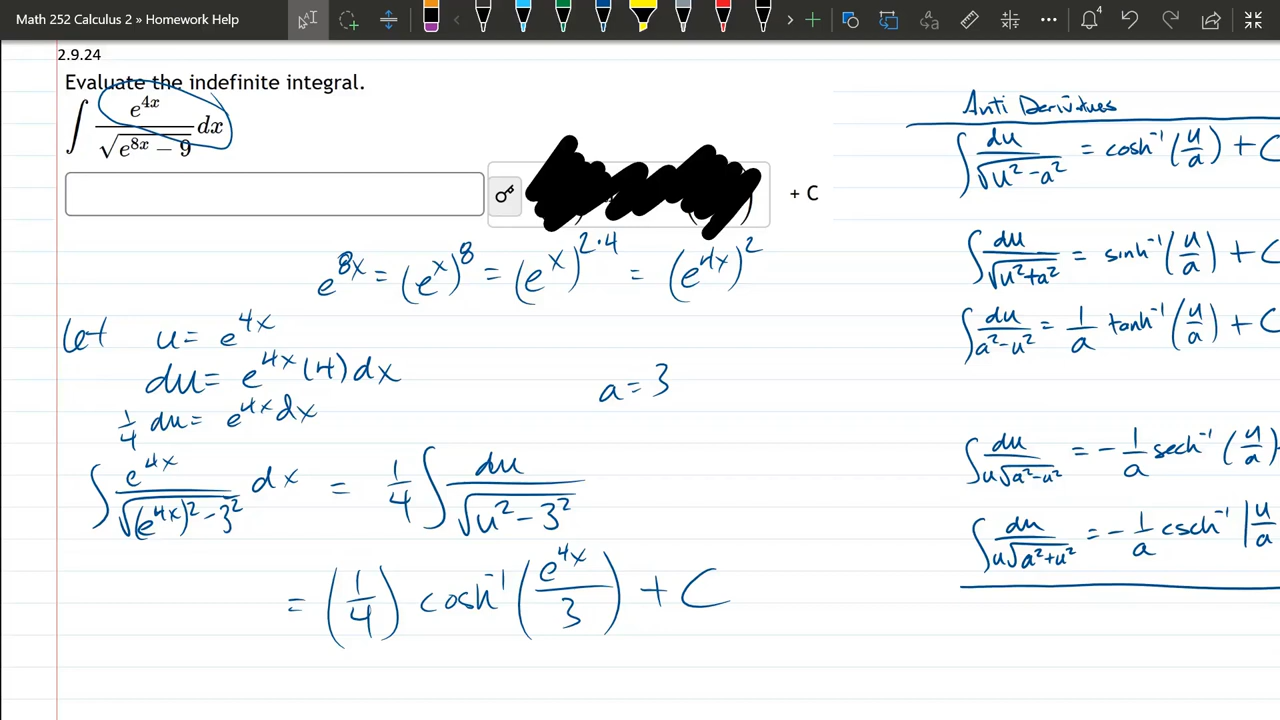 Math 252 Calculus 2 » Homework Help
4
2.9.24
Evaluate the indefinite integral.
∫ e^{4x} / √(e^{8x} − 9) dx
+ C
e^{8x} = (e^x)^8 = (e^x)^{2·4} = (e^{4x})^2
let u = e^{4x}
du = e^{4x}(4)dx
a = 3
1/4 du = e^{4x}dx
∫ e^{4x} / √((e^{4x})^2 - 3^2) dx = 1/4 ∫ du / √(u^2 - 3^2)
= (1/4) cosh^{-1}(e^{4x}/3) + C
Anti Derivatives
∫ du / √(u^2 - a^2) = cosh^{-1}(u/a) + C
∫ du / √(u^2 + a^2) = sinh^{-1}(u/a) + C
∫ du / (a^2 - u^2) = 1/a tanh^{-1}(u/a) + C
∫ du / (u√(a^2 - u^2)) = -1/a sech^{-1}(u/a)
∫ du / (u√(a^2 + u^2)) = -1/a csch^{-1}|u/a